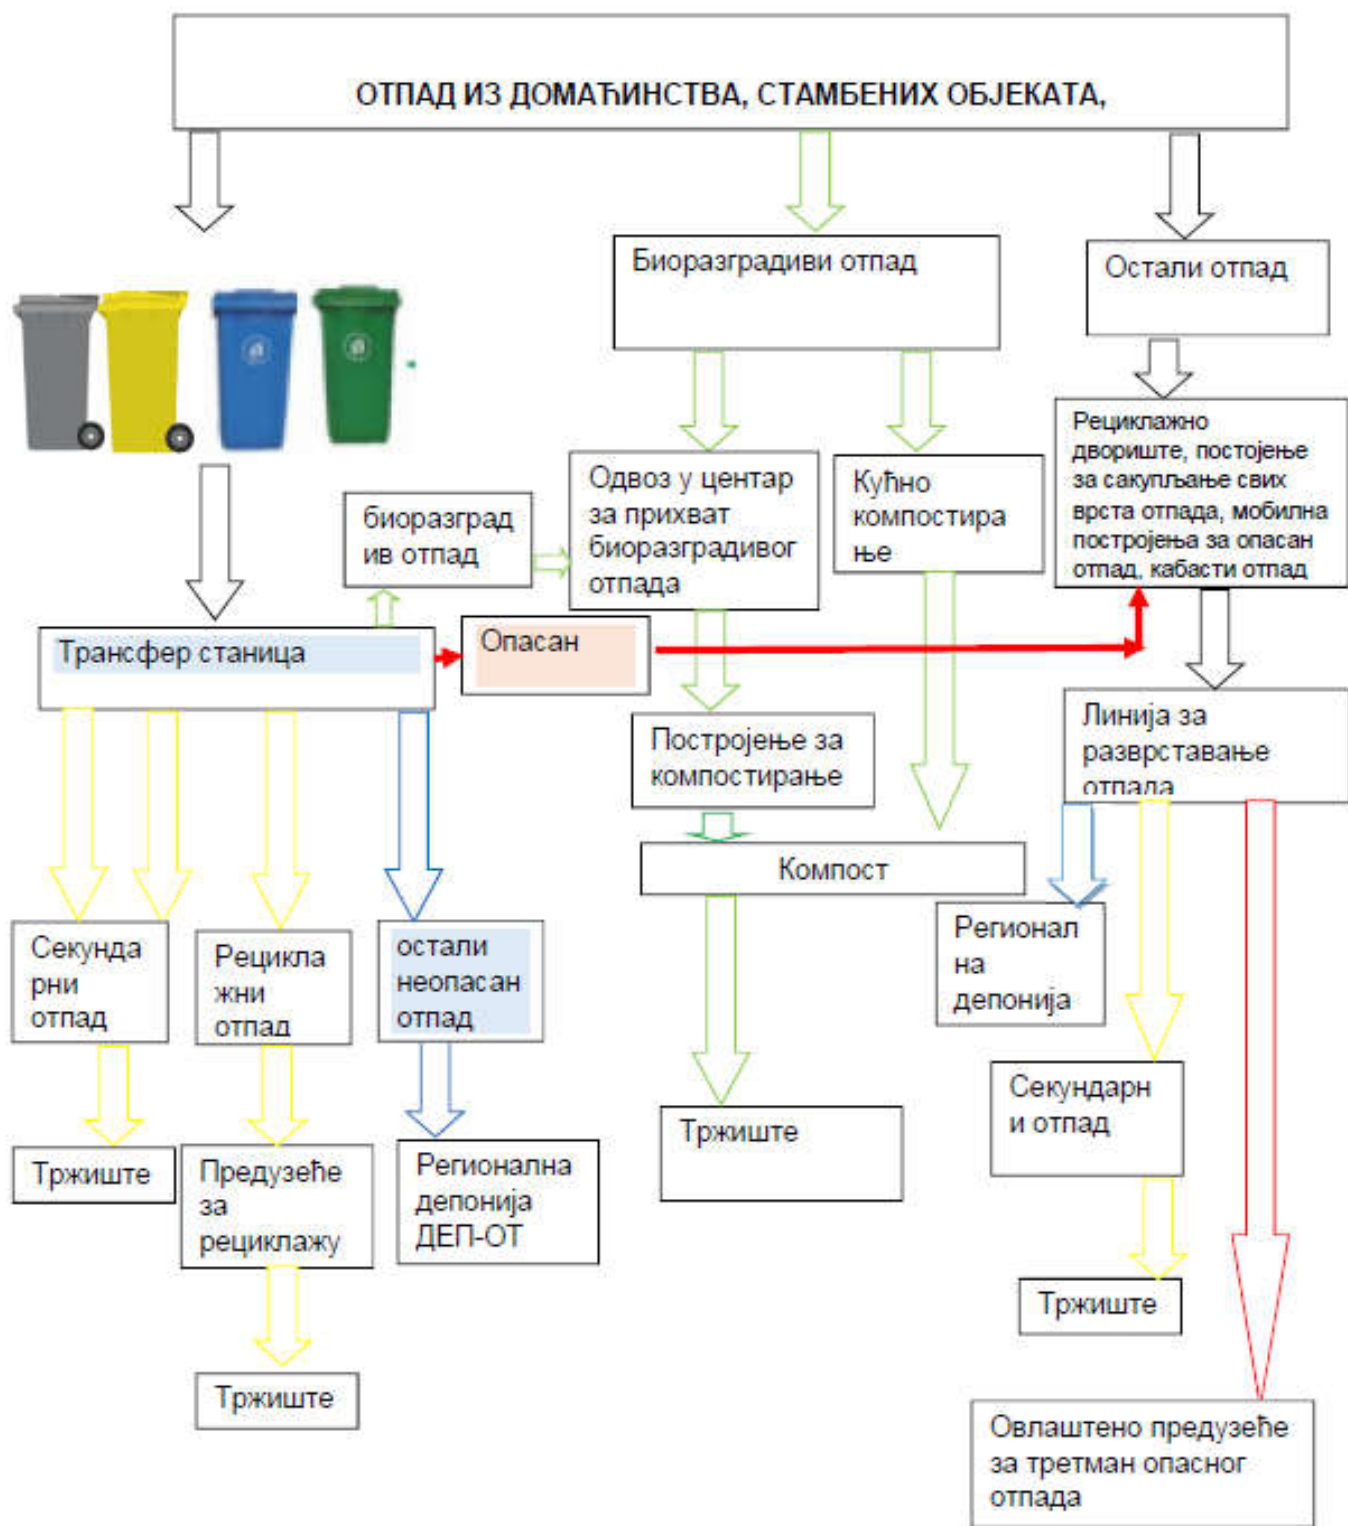 ОТПАД ИЗ ДОМАЋИНСТВА, СТАМБЕНИХ ОБЈЕКАТА,
Биоразградиви отпад
Остали отпад
Рециклажно
двориште, постојење
за сакупљање свих
врста отпада, мобилна
постројења за опасан
отпад, кабасти отпад
Одвоз у центар
за прихват
биоразградивог
отпада
Кућно
компостира
ње
биоразград
ив отпад
Трансфер станица
Опасан
Постројење за
компостирање
Линија за
разврставање
отпада
Компост
Секунда
рни
отпад
Рецикла
жни
отпад
остали
неопасан
отпад
Регионал
на
депонија
Секундарн
и отпад
Тржиште
Тржиште
Предузеће
за
рециклажу
Регионална
депонија
ДЕП-ОТ
Тржиште
Тржиште
Овлаштено предузеће
за третман опасног
отпада